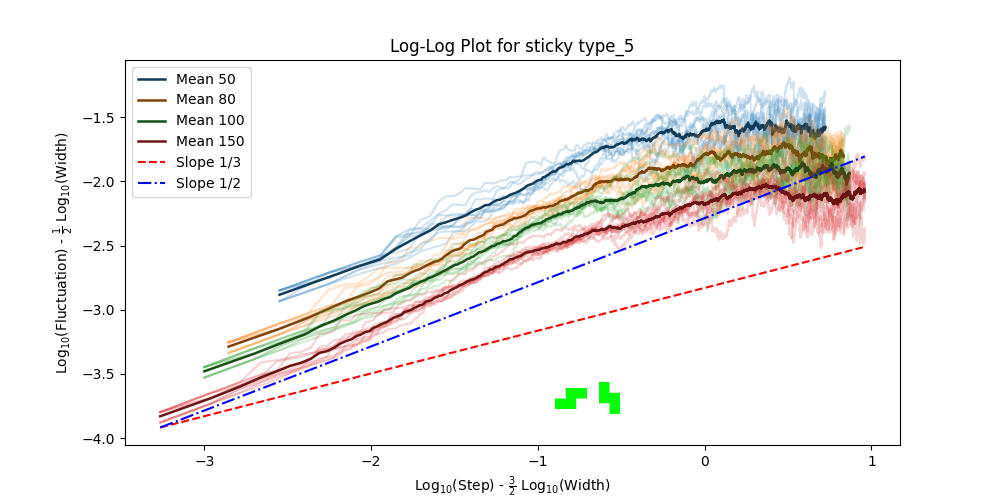 Log-Log Plot for sticky type_5
Mean 50
Mean 80
Mean 100
Mean 150
Slope 1/3
Slope 1/2
Log₁₀(Fluctuation) - 1/2 Log₁₀(Width)
−1.5
−2.0
−2.5
−3.0
−3.5
−4.0
−3 −2 −1 0 1
Log₁₀(Step) - 3/2 Log₁₀(Width)